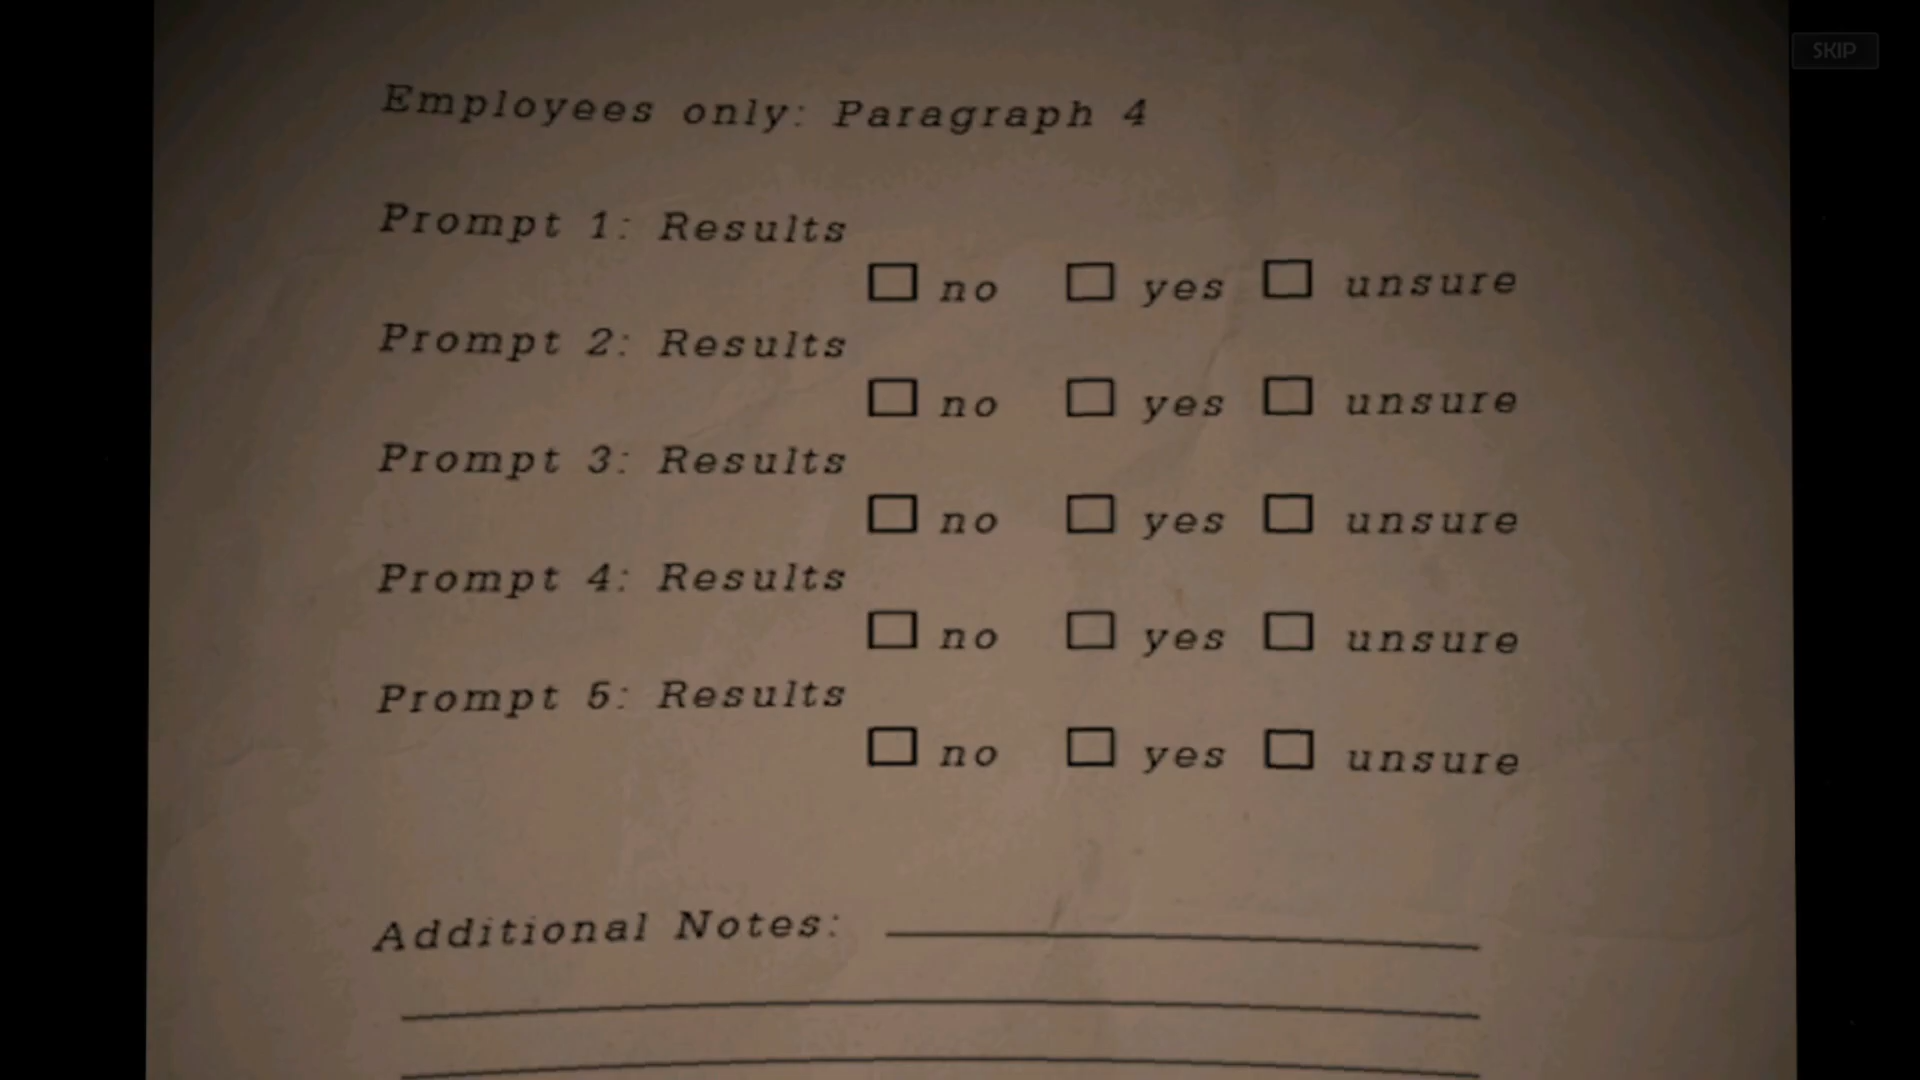 SKIP
Employees only: Paragraph 4
Prompt 1: Results
no yes unsure
Prompt 2: Results
no yes unsure
Prompt 3: Results
no yes unsure
Prompt 4: Results
no yes unsure
Prompt 5: Results
no yes unsure
Additional Notes: